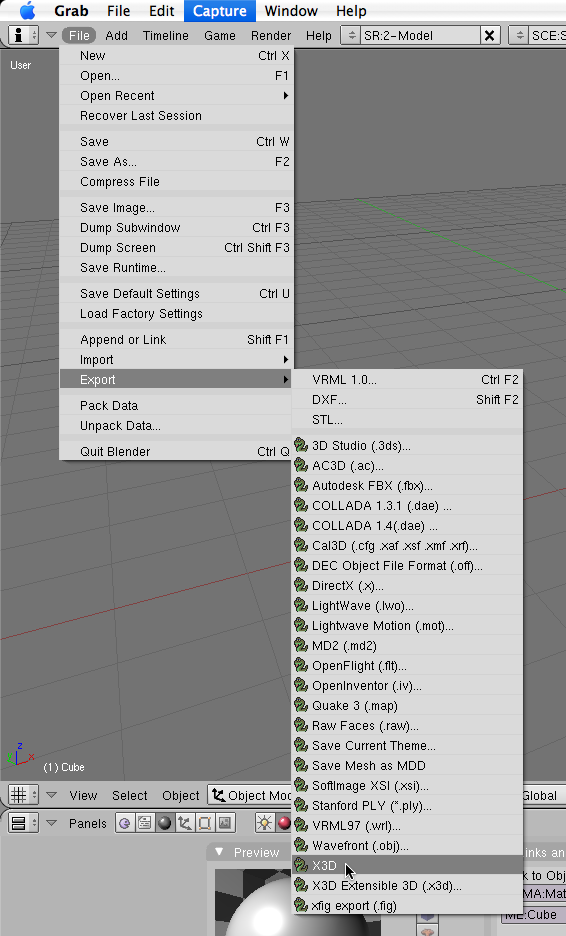 Grab File Edit Capture Window Help
File Add Timeline Game Render Help SR:2-Model SCE:S
User
New Ctrl X
Open... F1
Open Recent
Recover Last Session
Save Ctrl W
Save As... F2
Compress File
Save Image... F3
Dump Subwindow Ctrl F3
Dump Screen Ctrl Shift F3
Save Runtime...
Save Default Settings Ctrl U
Load Factory Settings
Append or Link Shift F1
Import
Export
Pack Data
Unpack Data...
Quit Blender Ctrl Q
VRML 1.0... Ctrl F2
DXF... Shift F2
STL...
3D Studio (.3ds)...
AC3D (.ac)...
Autodesk FBX (.fbx)...
COLLADA 1.3.1 (.dae) ...
COLLADA 1.4(.dae) ...
Cal3D (.cfg .xaf .xsf .xmf .xrf)...
DEC Object File Format (.off)...
DirectX (.x)...
LightWave (.lwo)...
Lightwave Motion (.mot)...
MD2 (.md2)
OpenFlight (.flt)...
OpenInventor (.iv)...
Quake 3 (.map)
Raw Faces (.raw)...
Save Current Theme...
Save Mesh as MDD
SoftImage XSI (.xsi)...
Stanford PLY (*.ply)...
VRML97 (.wrl)...
Wavefront (.obj)...
X3D
X3D Extensible 3D (.x3d)...
xfig export (.fig)
z
x
(1) Cube
View Select Object Object Mod Global
Panels
Preview inks an
k to Obj
MA:Mat
ME:Cube